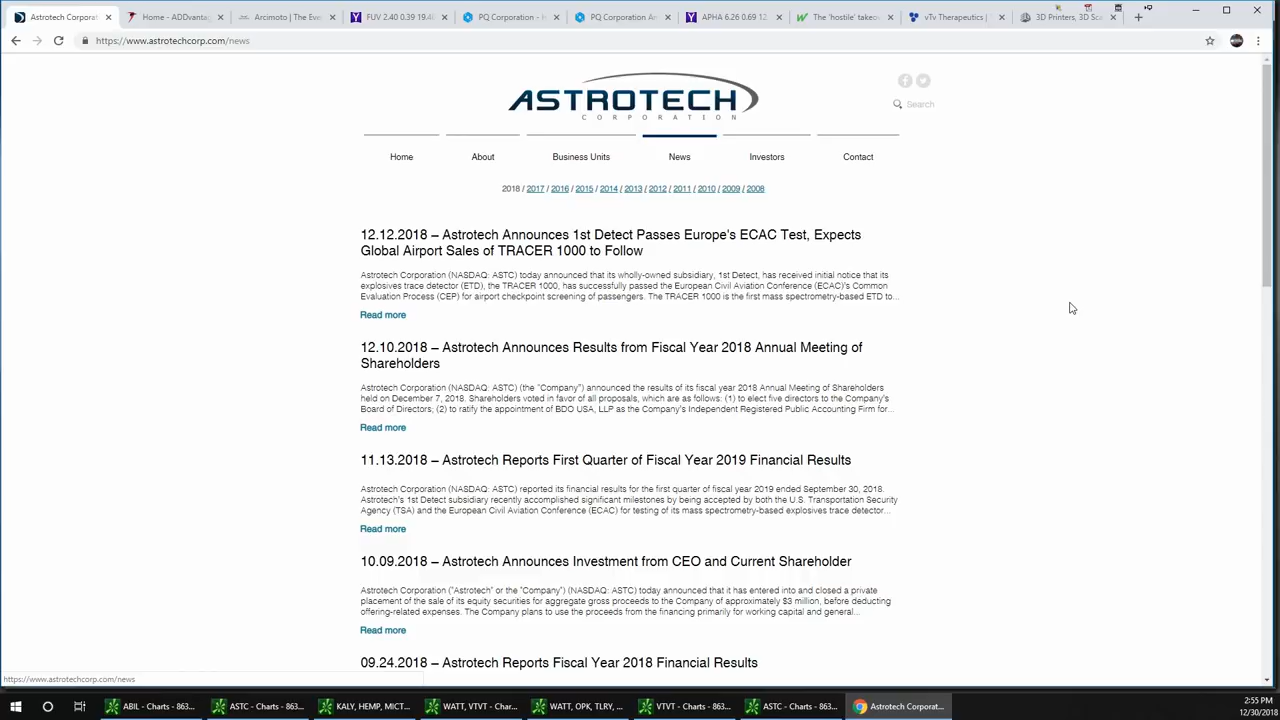 Astrotech Corporat
Home - ADDvantag
Arcimoto | The Eve
FUV 2.40 0.39 19.4
PQ Corporation - H
PQ Corporation An
APHA 6.26 0.69 12
The 'hostile' takeov
vTv Therapeutics |
3D Printers, 3D Sca
https://www.astrotechcorp.com/news
ASTROTECH
CORPORATION
Search
Home
About
Business Units
News
Investors
Contact
2018 / 2017 / 2016 / 2015 / 2014 / 2013 / 2012 / 2011 / 2010 / 2009 / 2008
12.12.2018 – Astrotech Announces 1st Detect Passes Europe's ECAC Test, Expects
Global Airport Sales of TRACER 1000 to Follow
Astrotech Corporation (NASDAQ: ASTC) today announced that its wholly-owned subsidiary, 1st Detect, has received initial notice that its
explosives trace detector (ETD), the TRACER 1000, has successfully passed the European Civil Aviation Conference (ECAC)'s Common
Evaluation Process (CEP) for airport checkpoint screening of passengers. The TRACER 1000 is the first mass spectrometry-based ETD to...
Read more
12.10.2018 – Astrotech Announces Results from Fiscal Year 2018 Annual Meeting of
Shareholders
Astrotech Corporation (NASDAQ: ASTC) (the "Company") announced the results of its fiscal year 2018 Annual Meeting of Shareholders
held on December 7, 2018. Shareholders voted in favor of all proposals, which are as follows: (1) to elect five directors to the Company's
Board of Directors; (2) to ratify the appointment of BDO USA, LLP as the Company's Independent Registered Public Accounting Firm for...
Read more
11.13.2018 – Astrotech Reports First Quarter of Fiscal Year 2019 Financial Results
Astrotech Corporation (NASDAQ: ASTC) reported its financial results for the first quarter of fiscal year 2019 ended September 30, 2018.
Astrotech's 1st Detect subsidiary recently accomplished significant milestones by being accepted by both the U.S. Transportation Security
Agency (TSA) and the European Civil Aviation Conference (ECAC) for testing of its mass spectrometry-based explosives trace detector...
Read more
10.09.2018 – Astrotech Announces Investment from CEO and Current Shareholder
Astrotech Corporation ("Astrotech" or the "Company") (NASDAQ: ASTC) today announced that it has entered into and closed a private
placement of the sale of its equity securities for aggregate gross proceeds to the Company of approximately $3 million, before deducting
offering-related expenses. The Company plans to use the proceeds from the financing primarily for working capital and general...
Read more
09.24.2018 – Astrotech Reports Fiscal Year 2018 Financial Results
https://www.astrotechcorp.com/news
ABIL - Charts - 863...
ASTC - Charts - 863...
KALY, HEMP, MICT...
WATT, VTVT - Chart...
WATT, OPK, TLRY, ...
VTVT - Charts - 863...
ASTC - Charts - 863...
Astrotech Corporat...
2:55 PM
12/30/2018